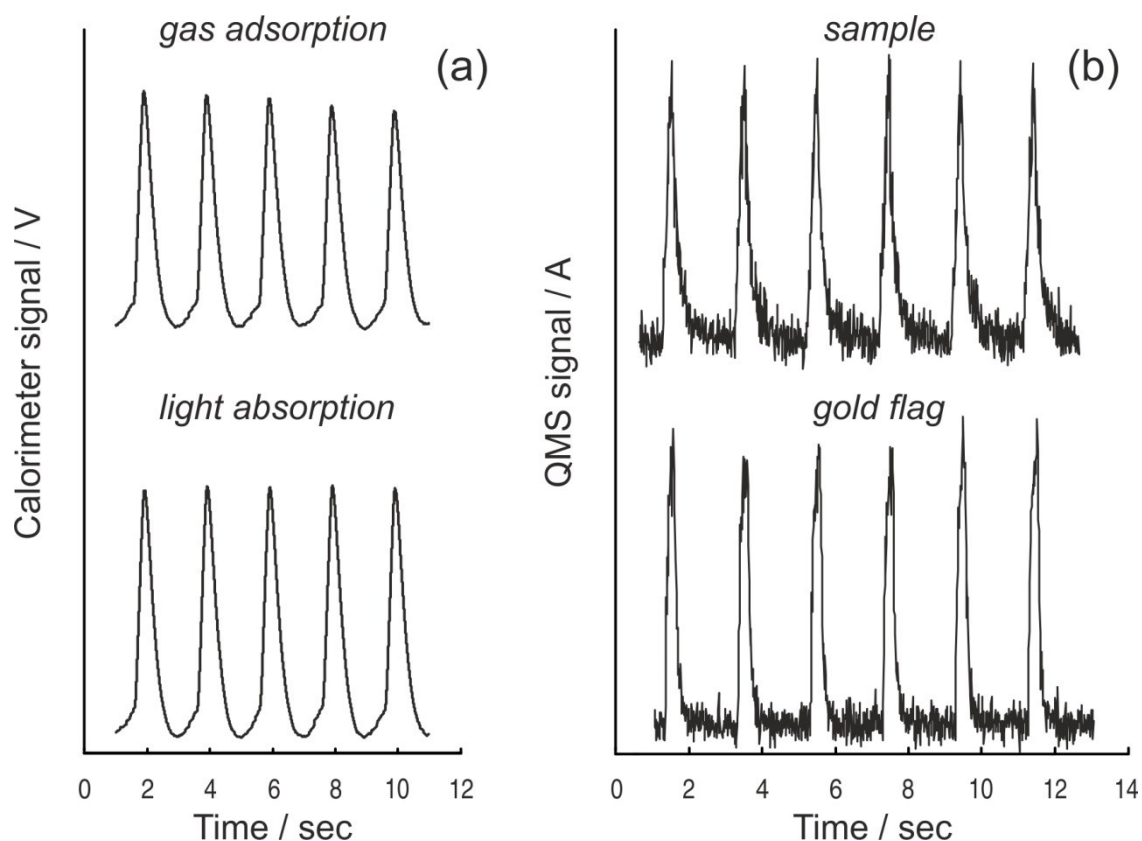 gas adsorption
(a)
light absorption
Calorimeter signal / V
0 2 4 6 8 10 12
Time / sec
sample
(b)
gold flag
QMS signal / A
0 2 4 6 8 10 12 14
Time / sec